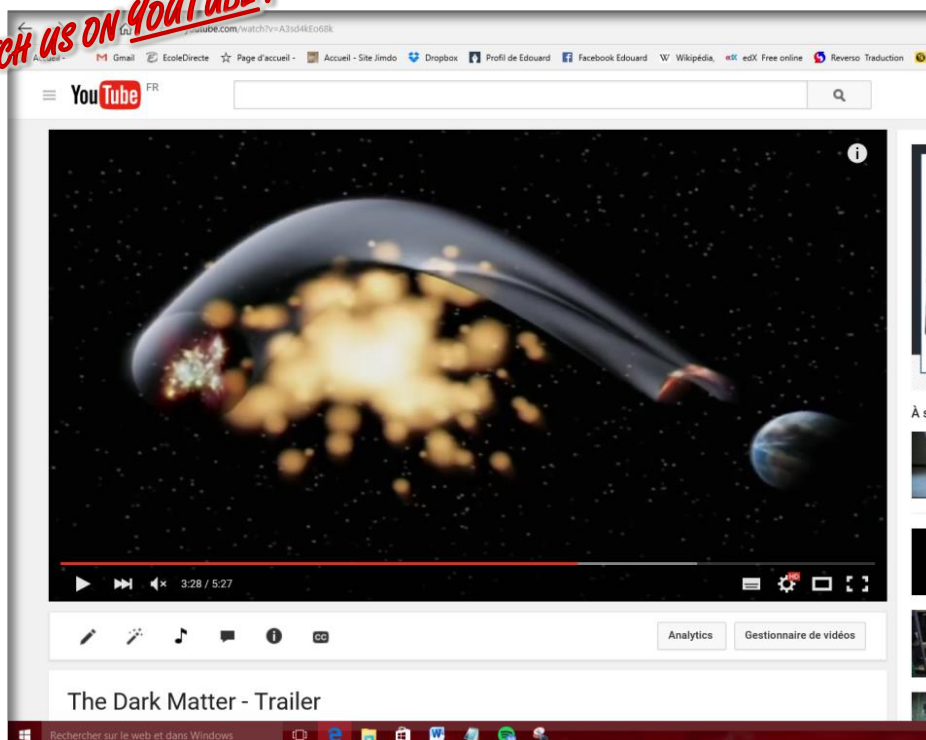 CH US ON YOUTUBE
utube.com/watch?v=A3sd4kEo68k
Accueil - M Gmail EcoleDirecte Page d'accueil - Accueil - Site Jimdo Dropbox Profil de Edouard Facebook Edouard W Wikipédia, edX Free online Reverso Traduction
YouTube FR
3:28 / 5:27
HD
CC
Analytics Gestionnaire de vidéos
À s
The Dark Matter - Trailer
Rechercher sur le web et dans Windows